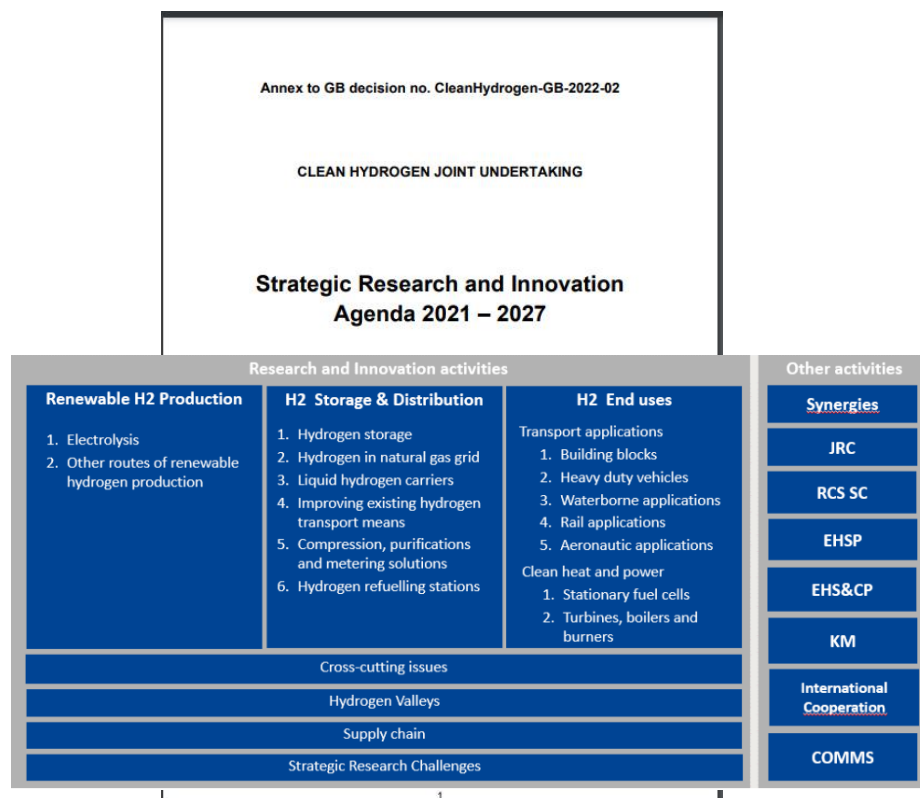 Annex to GB decision no. CleanHydrogen-GB-2022-02
CLEAN HYDROGEN JOINT UNDERTAKING
Strategic Research and Innovation
Agenda 2021 – 2027
Research and Innovation activities
Renewable H2 Production
1. Electrolysis
2. Other routes of renewable
hydrogen production
H2 Storage & Distribution
1. Hydrogen storage
2. Hydrogen in natural gas grid
3. Liquid hydrogen carriers
4. Improving existing hydrogen
transport means
5. Compression, purifications
and metering solutions
6. Hydrogen refuelling stations
H2 End uses
Transport applications
1. Building blocks
2. Heavy duty vehicles
3. Waterborne applications
4. Rail applications
5. Aeronautic applications
Clean heat and power
1. Stationary fuel cells
2. Turbines, boilers and
burners
Cross-cutting issues
Hydrogen Valleys
Supply chain
Strategic Research Challenges
Other activities
Synergies
JRC
RCS SC
EHSP
EHS&CP
KM
International
Cooperation
COMMS
1